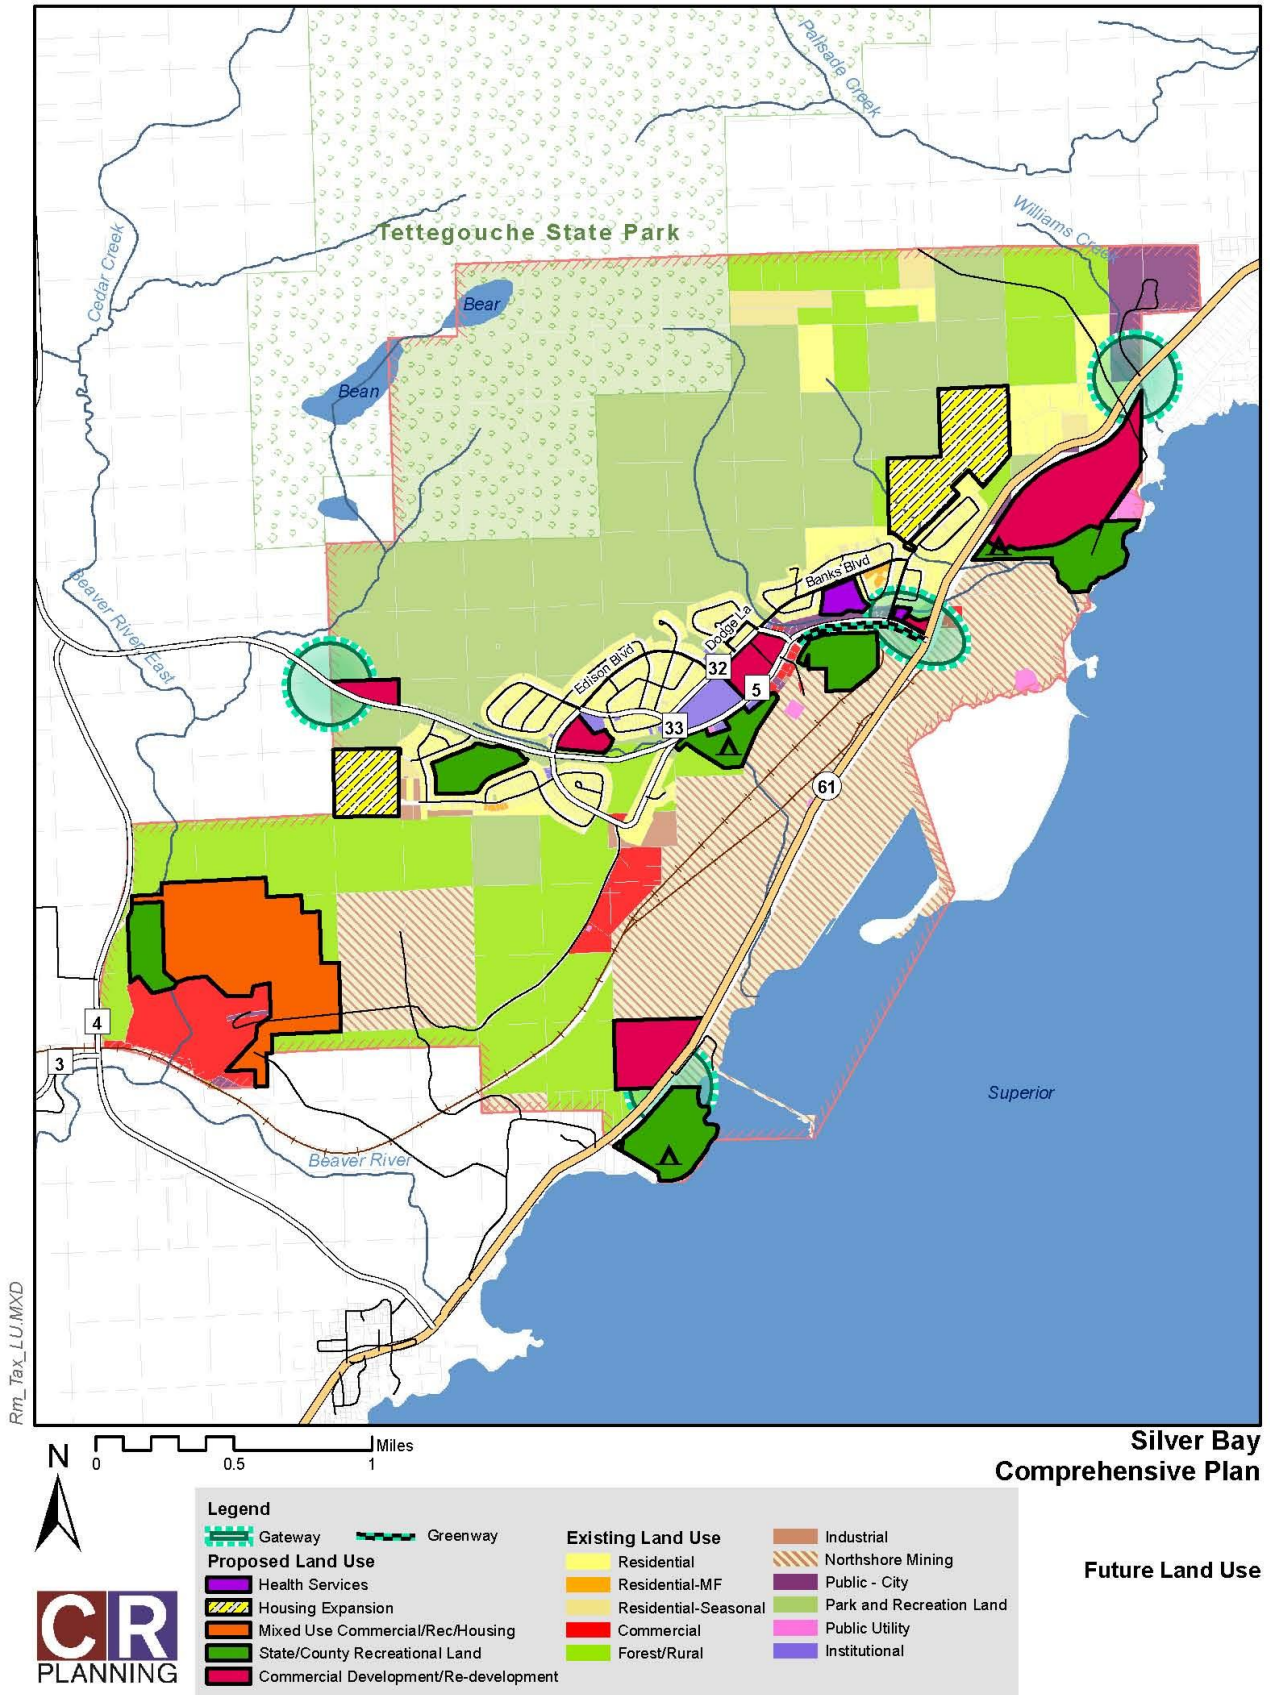 Palisade Creek
Williams Creek
Tettegouche State Park
Cedar Creek
Bear
Bean
Beaver River East
Banks Blvd
Dodge La
Edison Blvd
32
5
33
61
4
3
Superior
Beaver River
Rm_Tax_LU.MXD
N
0
0.5
1
Miles
Silver Bay
Comprehensive Plan
Future Land Use
Legend
Gateway
Greenway
Proposed Land Use
Health Services
Housing Expansion
Mixed Use Commercial/Rec/Housing
State/County Recreational Land
Commercial Development/Re-development
Existing Land Use
Residential
Residential-MF
Residential-Seasonal
Commercial
Forest/Rural
Industrial
Northshore Mining
Public - City
Park and Recreation Land
Public Utility
Institutional
CR
PLANNING